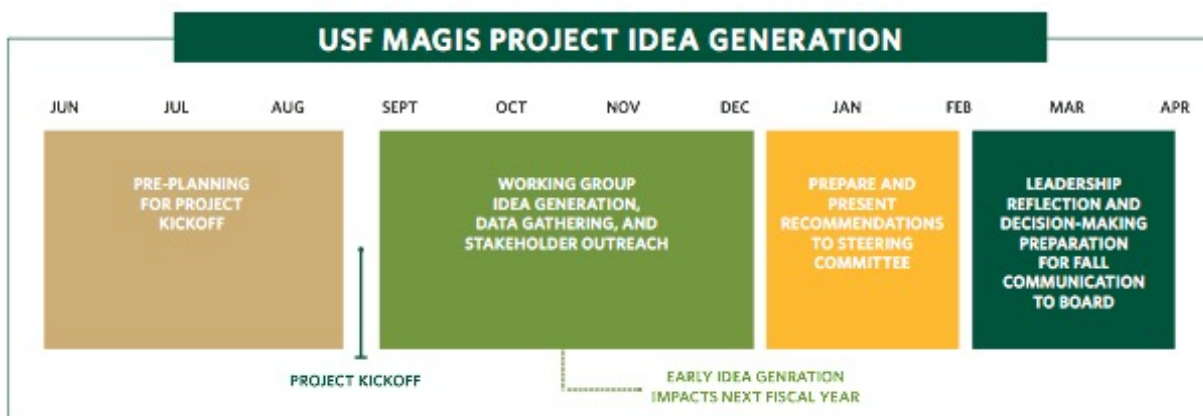 USF MAGIS PROJECT IDEA GENERATION
JUN JUL AUG SEPT OCT NOV DEC JAN FEB MAR APR
PRE-PLANNING
FOR PROJECT
KICKOFF
WORKING GROUP
IDEA GENERATION,
DATA GATHERING, AND
STAKEHOLDER OUTREACH
PREPARE AND
PRESENT
RECOMMENDATIONS
TO STEERING
COMMITTEE
LEADERSHIP
REFLECTION AND
DECISION-MAKING
PREPARATION
FOR FALL
COMMUNICATION
TO BOARD
PROJECT KICKOFF
EARLY IDEA GENRATION
IMPACTS NEXT FISCAL YEAR